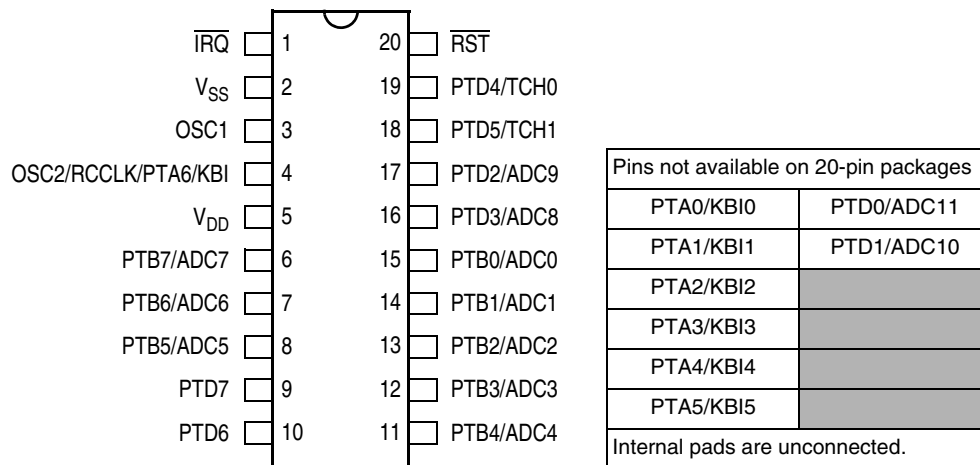 IRQ 1 20 RST
VSS 2 19 PTD4/TCH0
OSC1 3 18 PTD5/TCH1
OSC2/RCCLK/PTA6/KBI 4 17 PTD2/ADC9
VDD 5 16 PTD3/ADC8
PTB7/ADC7 6 15 PTB0/ADC0
PTB6/ADC6 7 14 PTB1/ADC1
PTB5/ADC5 8 13 PTB2/ADC2
PTD7 9 12 PTB3/ADC3
PTD6 10 11 PTB4/ADC4
Pins not available on 20-pin packages
PTA0/KBI0 PTD0/ADC11
PTA1/KBI1 PTD1/ADC10
PTA2/KBI2
PTA3/KBI3
PTA4/KBI4
PTA5/KBI5
Internal pads are unconnected.